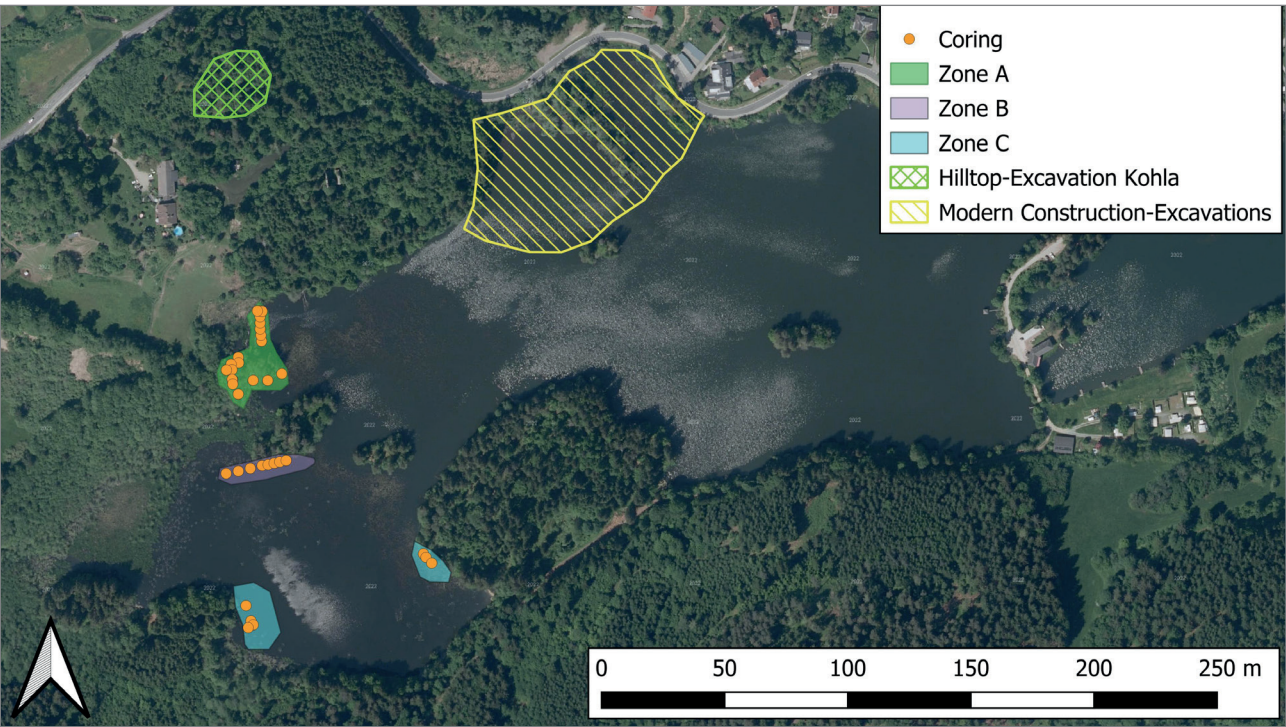 Coring
Zone A
Zone B
Zone C
Hilltop-Excavation Kohla
Modern Construction-Excavations
0 50 100 150 200 250 m